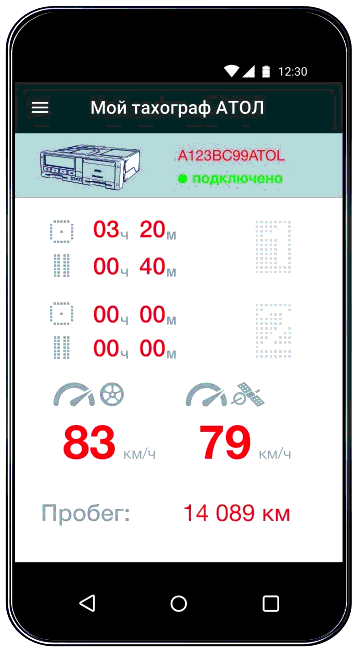 12:30
Мой тахограф АТОЛ
A123BC99ATOL
подключено
03ч 20м
00ч 40м
00ч 00м
00ч 00м
83 км/ч 79 км/ч
Пробег: 14 089 км